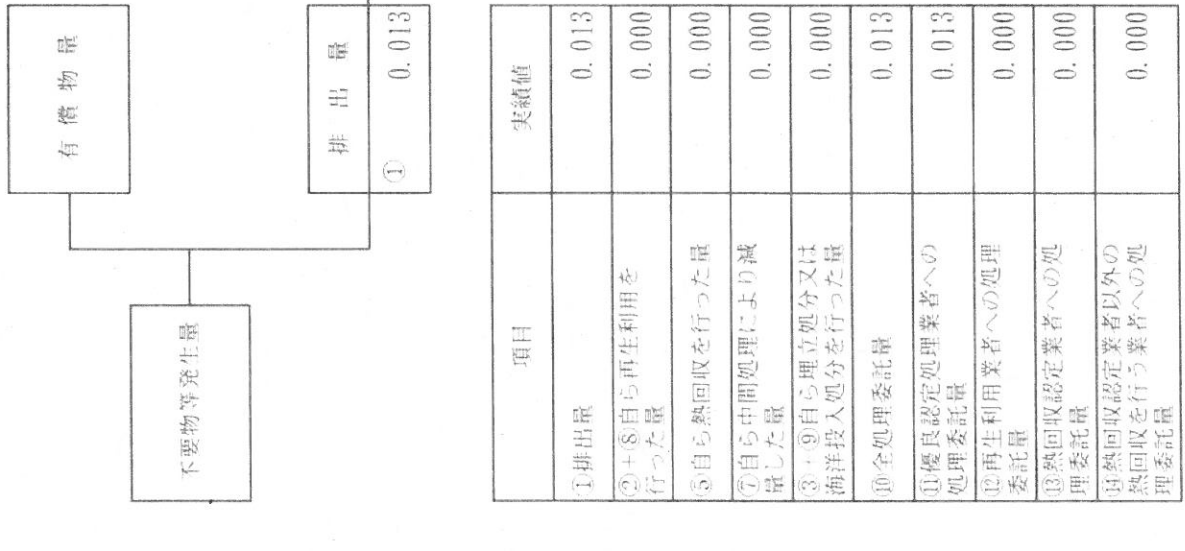 有償物量
不要物等発生量
排出量
① 0.013
項目 実績値
①排出量 0.013
②+⑧自ら再生利用を
行った量 0.000
⑤自ら熱回収を行った量 0.000
⑦自ら中間処理により減
量した量 0.000
③+⑨自ら埋立処分又は
海洋投入処分を行った量 0.000
⑩全処理委託量 0.013
⑪優良認定処理業者への
処理委託量 0.013
⑫再生利用業者への処理
委託量 0.000
⑬熱回収認定業者への処
理委託量 0.000
⑭熱回収認定業者以外の
熱回収を行う業者への処
理委託量 0.000